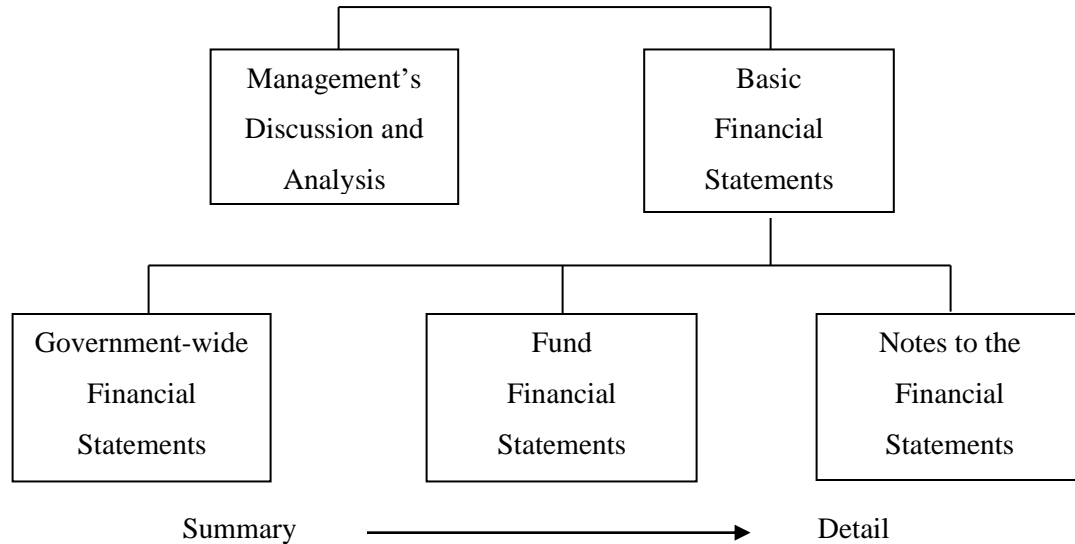 Management’s
Discussion and
Analysis
Basic
Financial
Statements
Government-wide
Financial
Statements
Fund
Financial
Statements
Notes to the
Financial
Statements
Summary
Detail